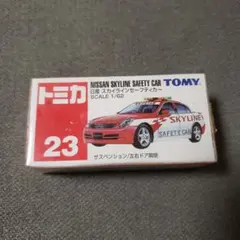 トミカ
NISSAN SKYLINE SAFETY CAR
TOMY
日産 スカイラインセーフティカー
SCALE 1/62
SKYLINE
SAFETY CAR
23
サスペンション/左右ドア開閉